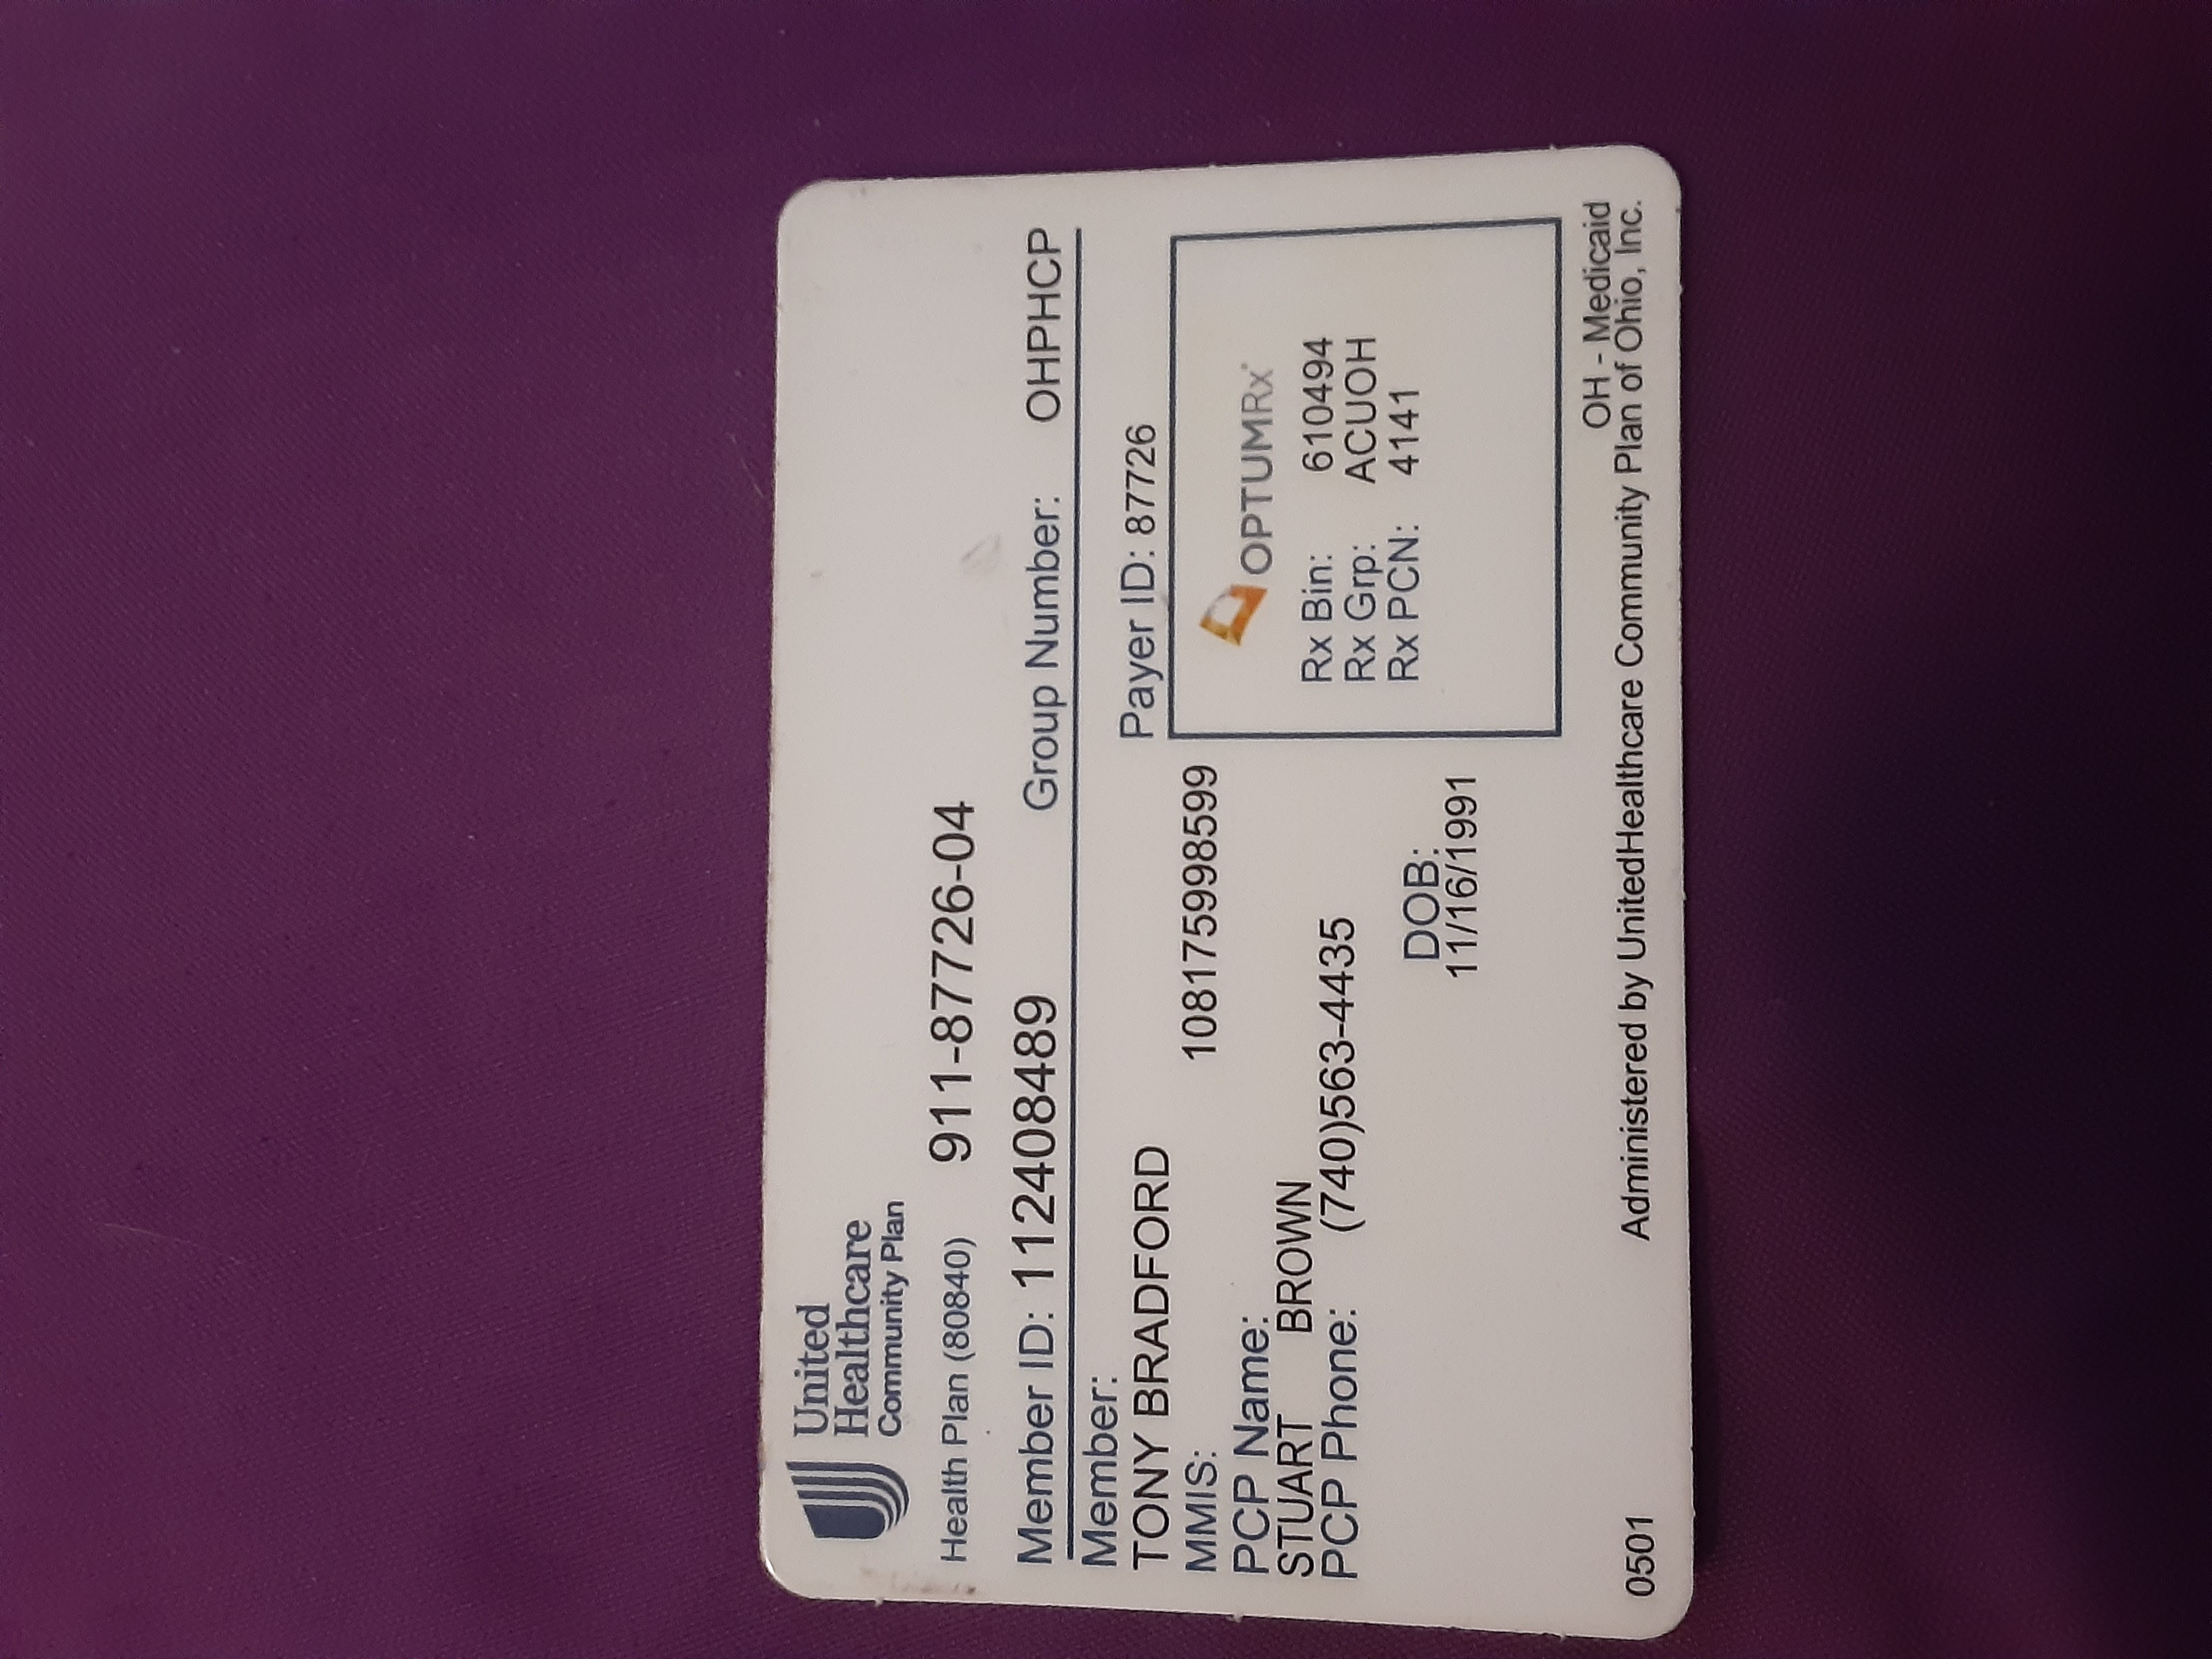 United
Healthcare
Community Plan
Health Plan (80840) 911-87726-04
Member ID: 112408489 Group Number: OHPHCP
Member:
TONY BRADFORD
Payer ID: 87726
MMIS: 108175998599
PCP Name:
STUART BROWN
PCP Phone: (740)563-4435
DOB:
11/16/1991
OPTUMRx
Rx Bin: 610494
Rx Grp: ACUOH
Rx PCN: 4141
OH - Medicaid
0501 Administered by UnitedHealthcare Community Plan of Ohio, Inc.